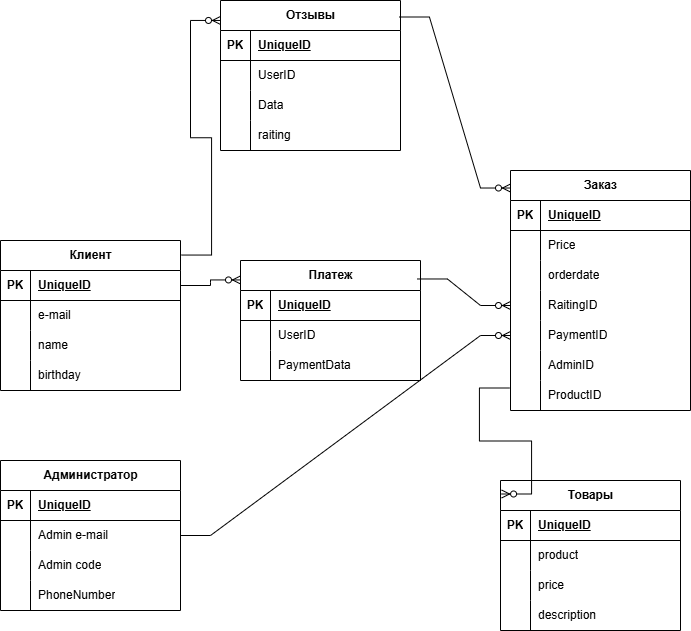 Отзывы
PK UniqueID
UserID
Data
raiting
Заказ
PK UniqueID
Price
orderdate
RaitingID
PaymentID
AdminID
ProductID
Клиент
PK UniqueID
e-mail
name
birthday
Платеж
PK UniqueID
UserID
PaymentData
Администратор
PK UniqueID
Admin e-mail
Admin code
PhoneNumber
Товары
PK UniqueID
product
price
description